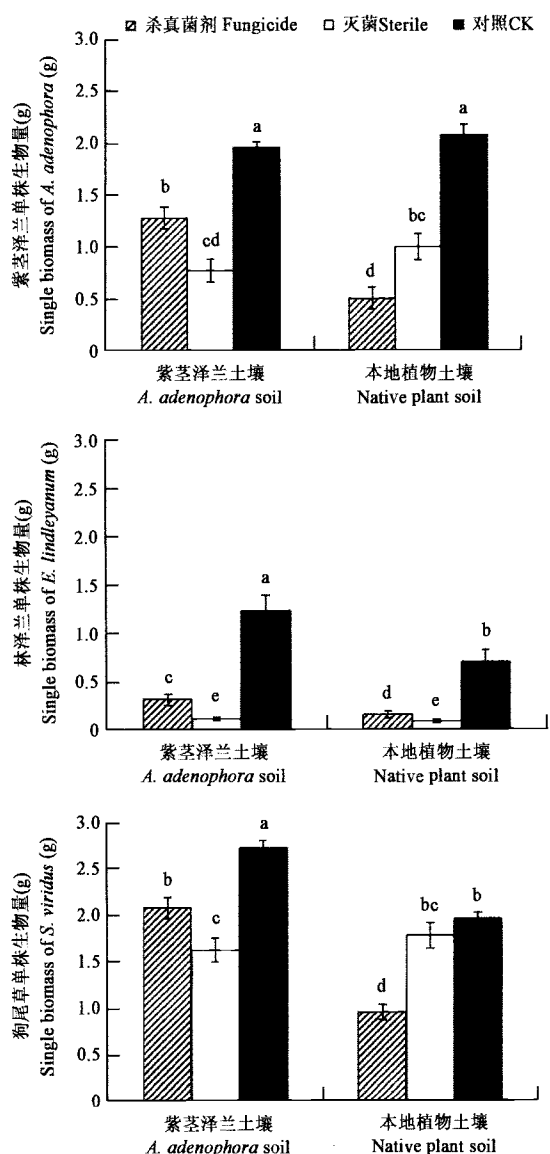 杀真菌剂 Fungicide 灭菌Sterile 对照CK
紫茎泽兰单株生物量(g)
Single biomass of A. adenophora (g)
3.0
2.5
2.0
1.5
1.0
0.5
0
b
cd
a
d
bc
a
紫茎泽兰土壤
A. adenophora soil
本地植物土壤
Native plant soil
林泽兰单株生物量(g)
Single biomass of E. lindleyanum (g)
3.0
2.5
2.0
1.5
1.0
0.5
0
c
e
a
d
e
b
紫茎泽兰土壤
A. adenophora soil
本地植物土壤
Native plant soil
狗尾草单株生物量(g)
Single biomass of S. viridus (g)
3.0
2.5
2.0
1.5
1.0
0.5
0
b
c
a
d
bc
b
紫茎泽兰土壤
A. adenophora soil
本地植物土壤
Native plant soil